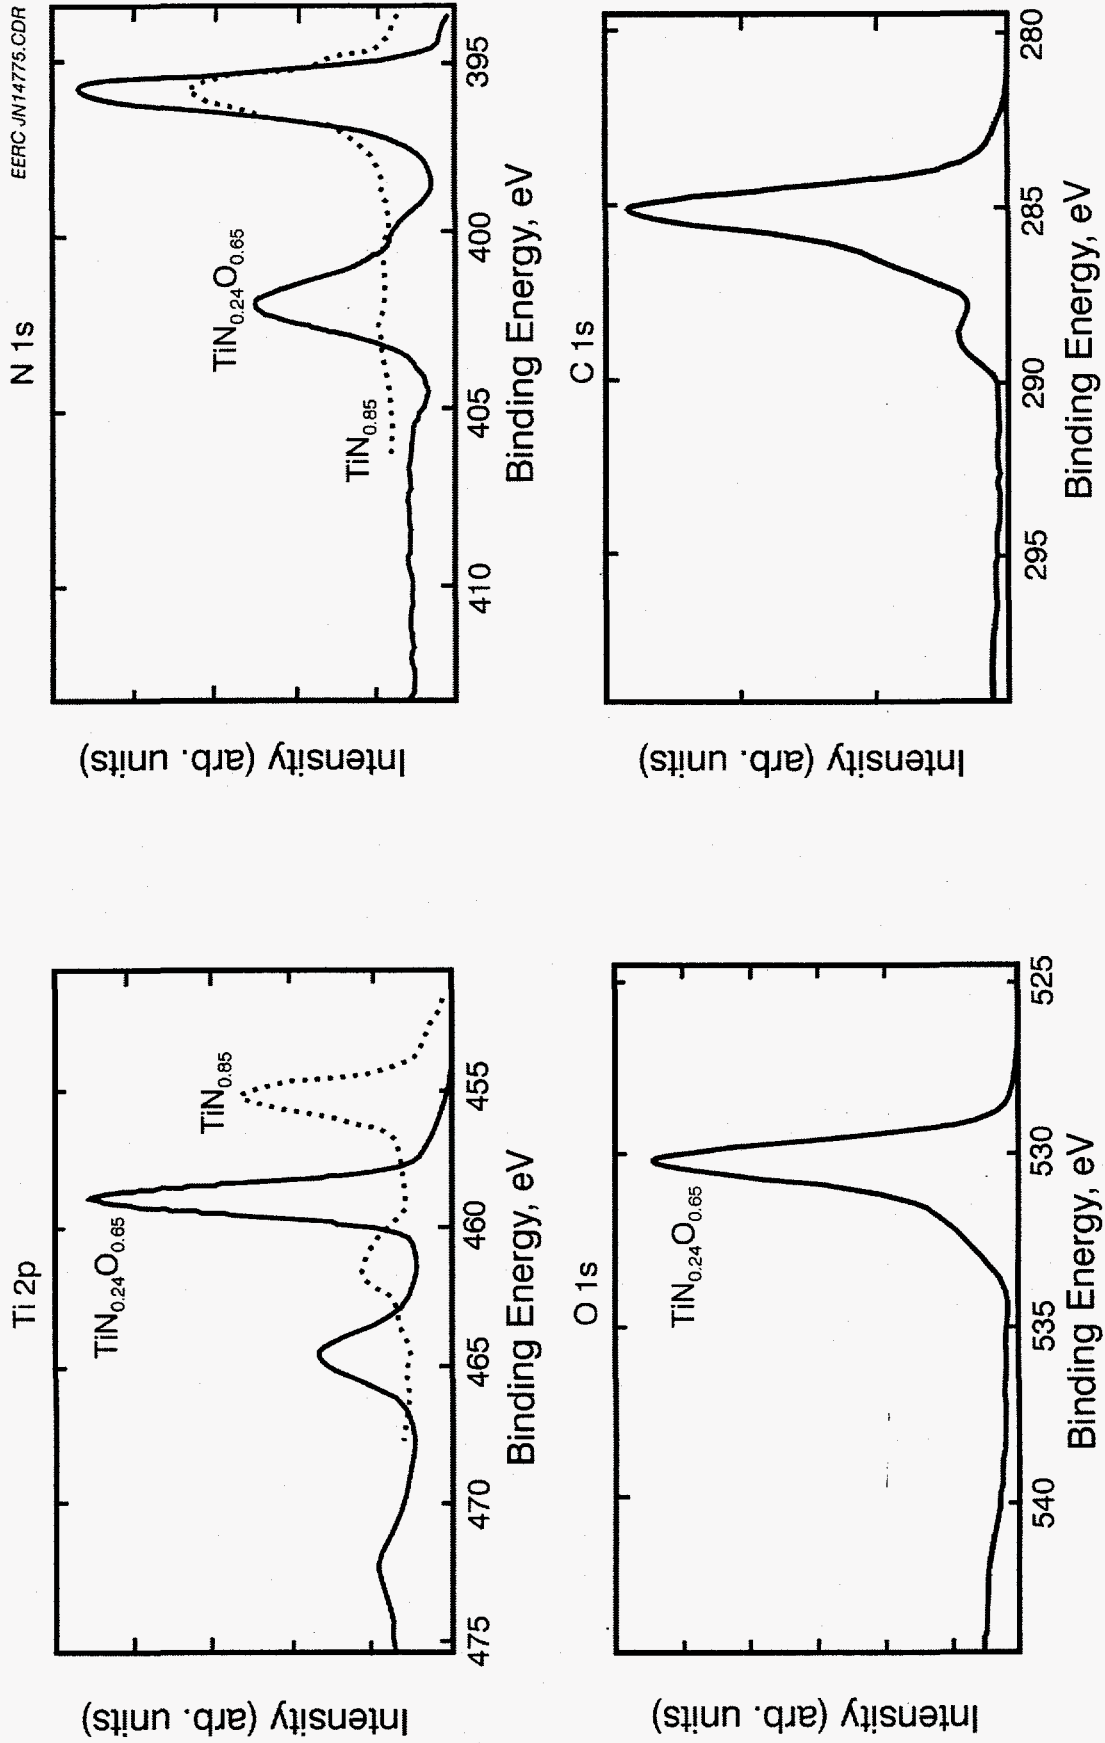 EERC JN14775.CDR
Ti 2p
TiN0.24O0.65
TiN0.85
Intensity (arb. units)
475 470 465 460 455
Binding Energy, eV
N 1s
TiN0.85
TiN0.24O0.65
Intensity (arb. units)
410 405 400 395
Binding Energy, eV
O 1s
TiN0.24O0.65
Intensity (arb. units)
540 535 530 525
Binding Energy, eV
C 1s
Intensity (arb. units)
295 290 285 280
Binding Energy, eV